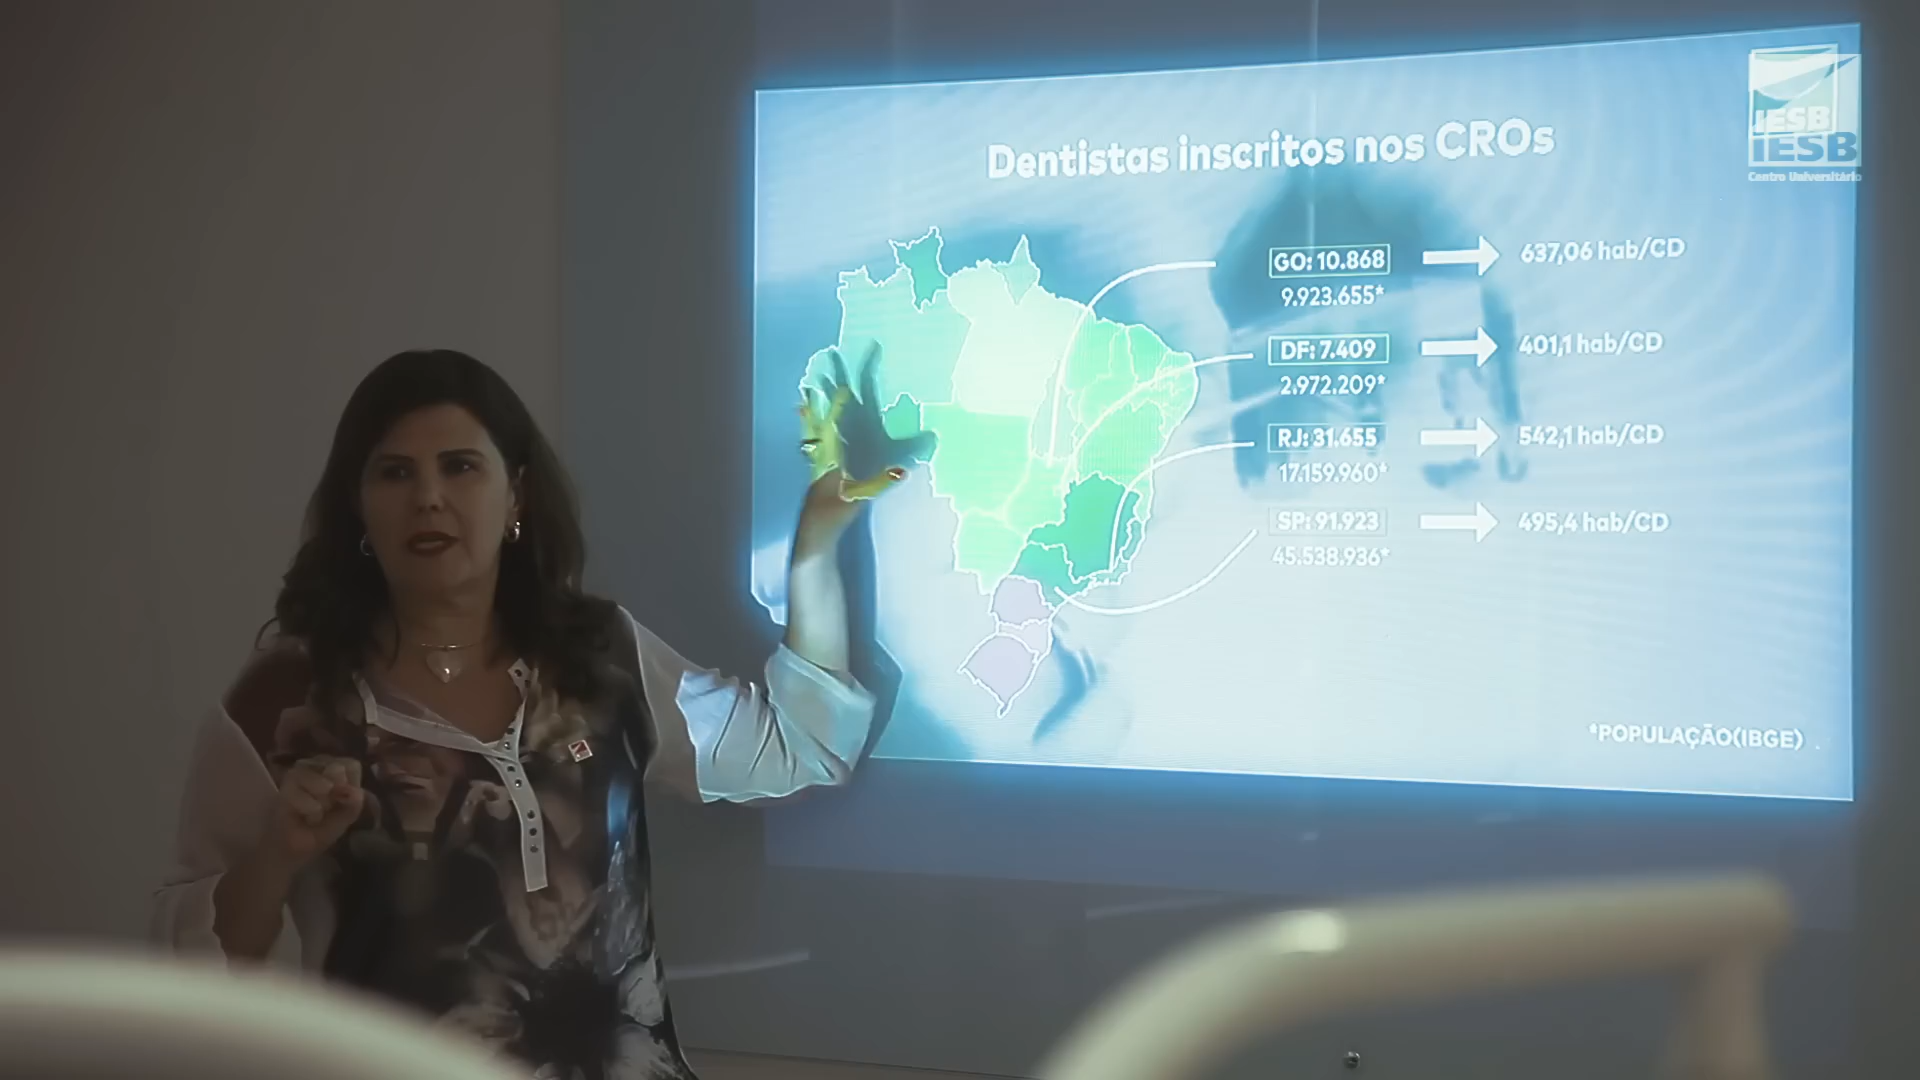 IESB
IESB
Centro Universitário
Dentistas inscritos nos CROs
GO: 10.868
637,06 hab/CD
9.923.655*
DF: 7.409
401,1 hab/CD
2.972.209*
RJ: 31.655
542,1 hab/CD
17.159.960*
SP: 91.923
495,4 hab/CD
45.538.936*
*POPULAÇÃO(IBGE)